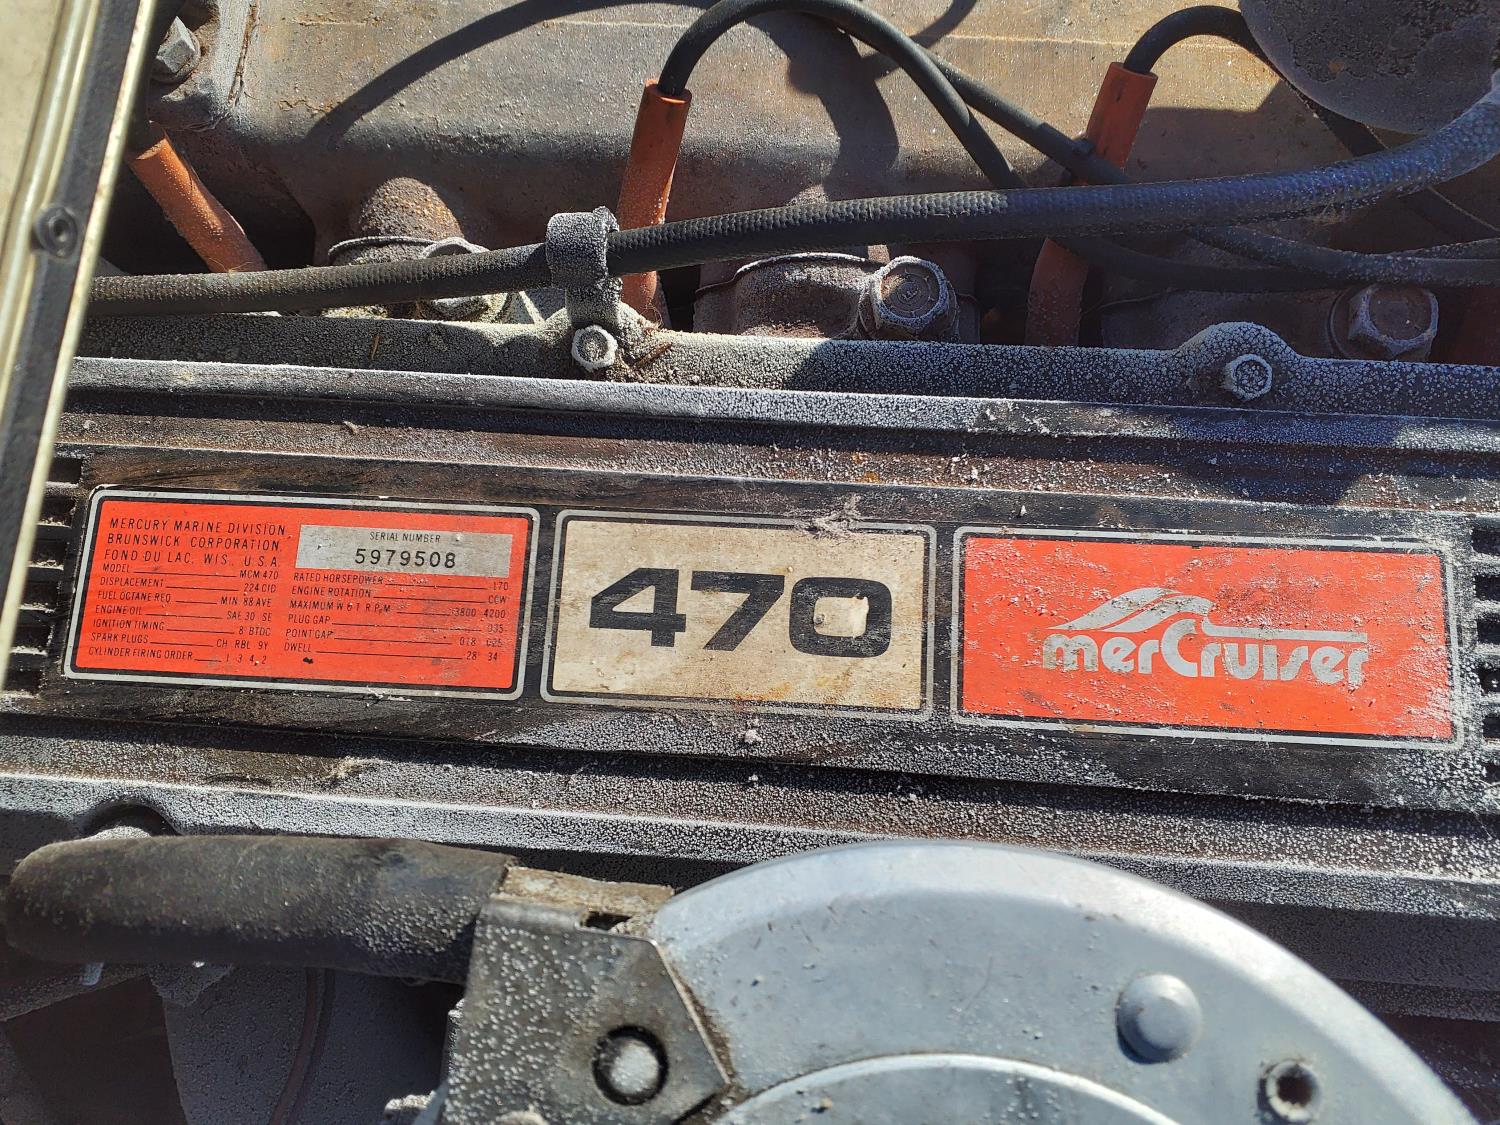 MERCURY MARINE DIVISION
BRUNSWICK CORPORATION
FOND DU LAC, WIS., U.S.A.
SERIAL NUMBER
5979508
MODEL MCM 470
DISPLACEMENT 224 CID
FUEL OCTANE REQ MIN. 88 AVE
ENGINE OIL SAE 30 SE
IGNITION TIMING 8° BTDC
SPARK PLUGS CH RBL 9Y
CYLINDER FIRING ORDER 1 3 4 2
RATED HORSEPOWER 170
ENGINE ROTATION CCW
MAXIMUM W.O.T R.P.M 3800 4200
PLUG GAP .035
POINT GAP .018 .025
DWELL 28° 34°
470
merCruiser